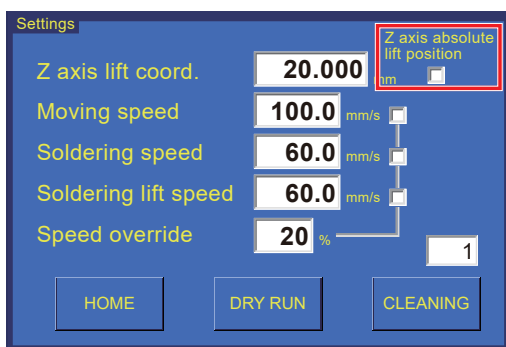 Settings
Z axis absolute
lift position
Z axis lift coord. 20.000 mm
Moving speed 100.0 mm/s
Soldering speed 60.0 mm/s
Soldering lift speed 60.0 mm/s
Speed override 20 %
1
HOME DRY RUN CLEANING